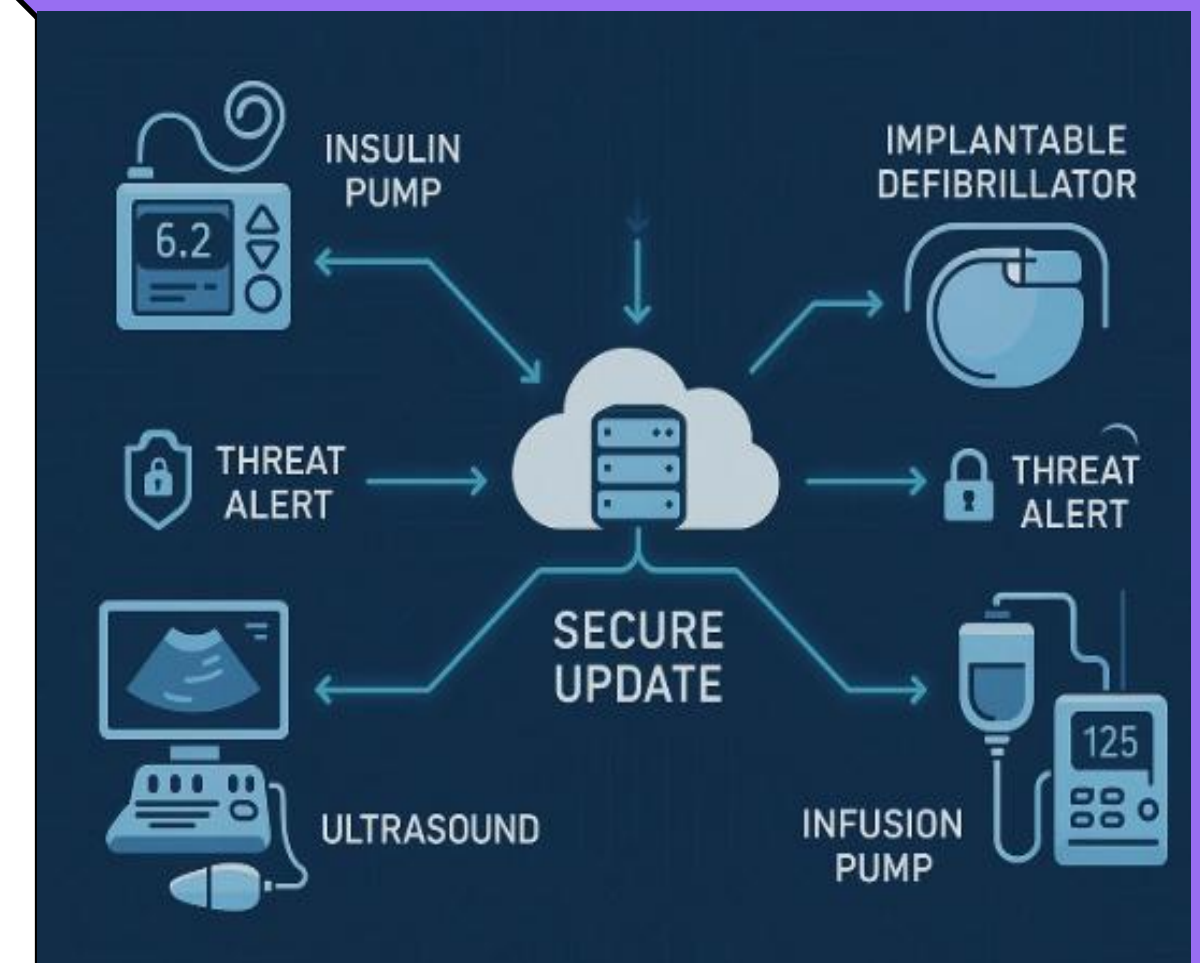 INSULIN
PUMP
6.2
IMPLANTABLE
DEFIBRILLATOR
THREAT
ALERT
THREAT
ALERT
SECURE
UPDATE
ULTRASOUND
INFUSION
PUMP
125